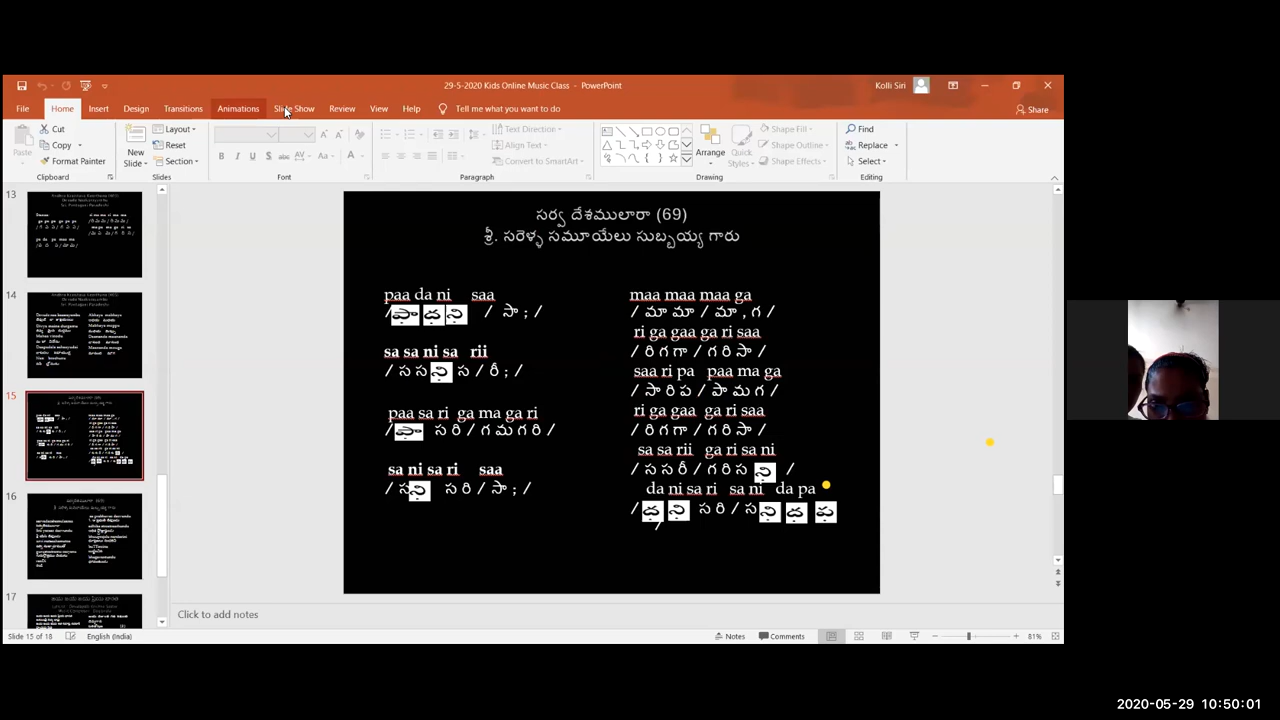 29-5-2020 Kids Online Music Class - PowerPoint
Kolli Siri
File Home Insert Design Transitions Animations Slide Show Review View Help Tell me what you want to do Share
Paste Cut Copy Format Painter
Clipboard
New Slide Layout Reset Section
Slides
Font
Text Direction Align Text Convert to SmartArt
Paragraph
Arrange Quick Styles Shape Fill Shape Outline Shape Effects
Drawing
Find Replace Select
Editing
13
14
15
16
17
సర్వ దేశములారా (69)
శ్రీ. సరెళ్ళ సమూయేలు సుబ్బయ్య గారు
paa da ni saa
/పా ద ని / సా ; /
sa sa ni sa rii
/ స స ని స / రీ ; /
paa sa ri ga ma ga ri
/పా స రి / గ మ గ రి /
sa ni sa ri saa
/ స ని స రి / సా ; /
maa maa maa ga
/ మా మా / మా , గ /
ri ga gaa ga ri saa
/ రి గ గా / గ రి సా /
saa ri pa paa ma ga
/ సా రి ప / పా మ గ /
ri ga gaa ga ri saa
/ రి గ గా / గ రి సా /
sa sa rii ga ri sa ni
/ స స రీ / గ రి స ని /
da ni sa ri sa ni da pa
/ ద ని స రి / స ని ద ప
/
Click to add notes
Slide 15 of 18 English (India) Notes Comments 81%
2020-05-29 10:50:01